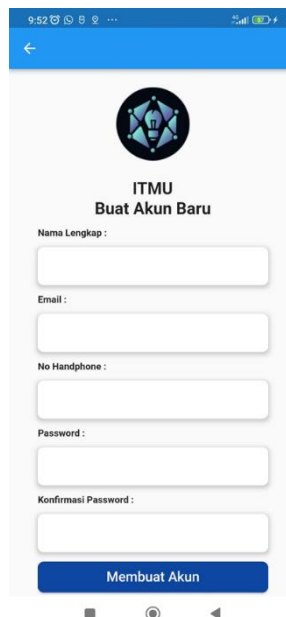 9:52
ITMU
Buat Akun Baru
Nama Lengkap :
Email :
No Handphone :
Password :
Konfirmasi Password :
Membuat Akun